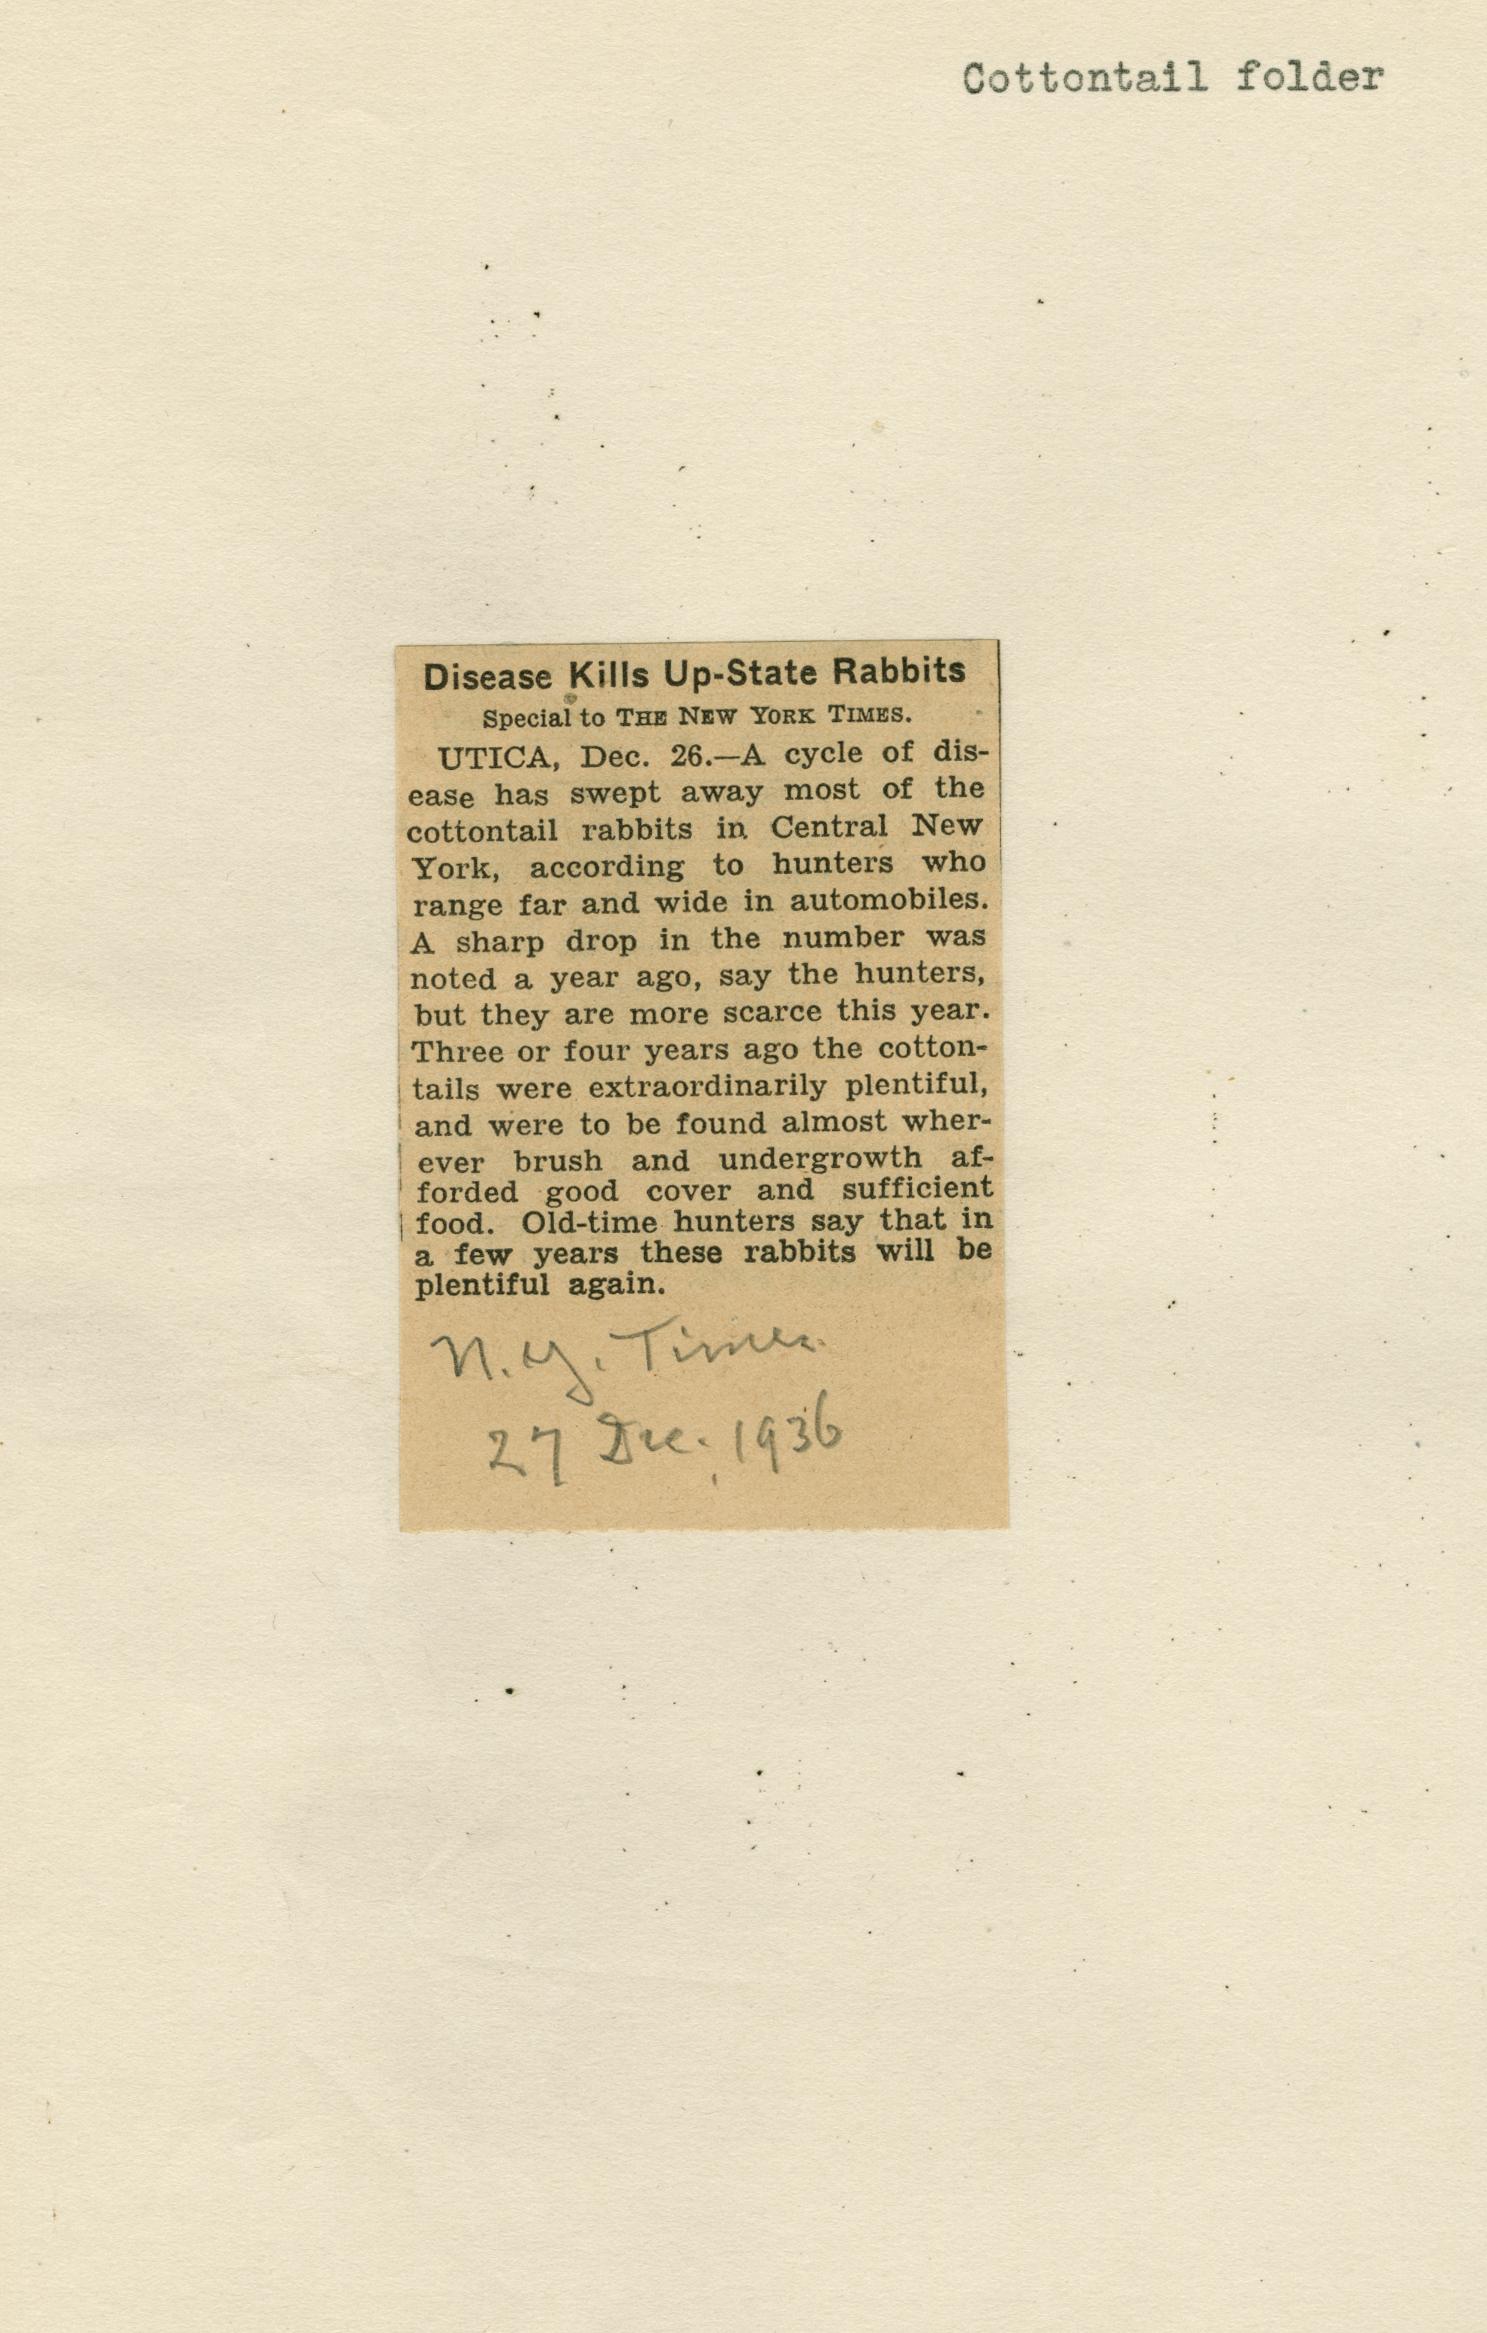 Cottontail folder
Disease Kills Up-State Rabbits
Special to THE NEW YORK TIMES.
UTICA, Dec. 26.—A cycle of dis-
ease has swept away most of the
cottontail rabbits in Central New
York, according to hunters who
range far and wide in automobiles.
A sharp drop in the number was
noted a year ago, say the hunters,
but they are more scarce this year.
Three or four years ago the cotton-
tails were extraordinarily plentiful,
and were to be found almost wher-
ever brush and undergrowth af-
forded good cover and sufficient
food. Old-time hunters say that in
a few years these rabbits will be
plentiful again.
N.Y. Times.
27 Dec. 1936